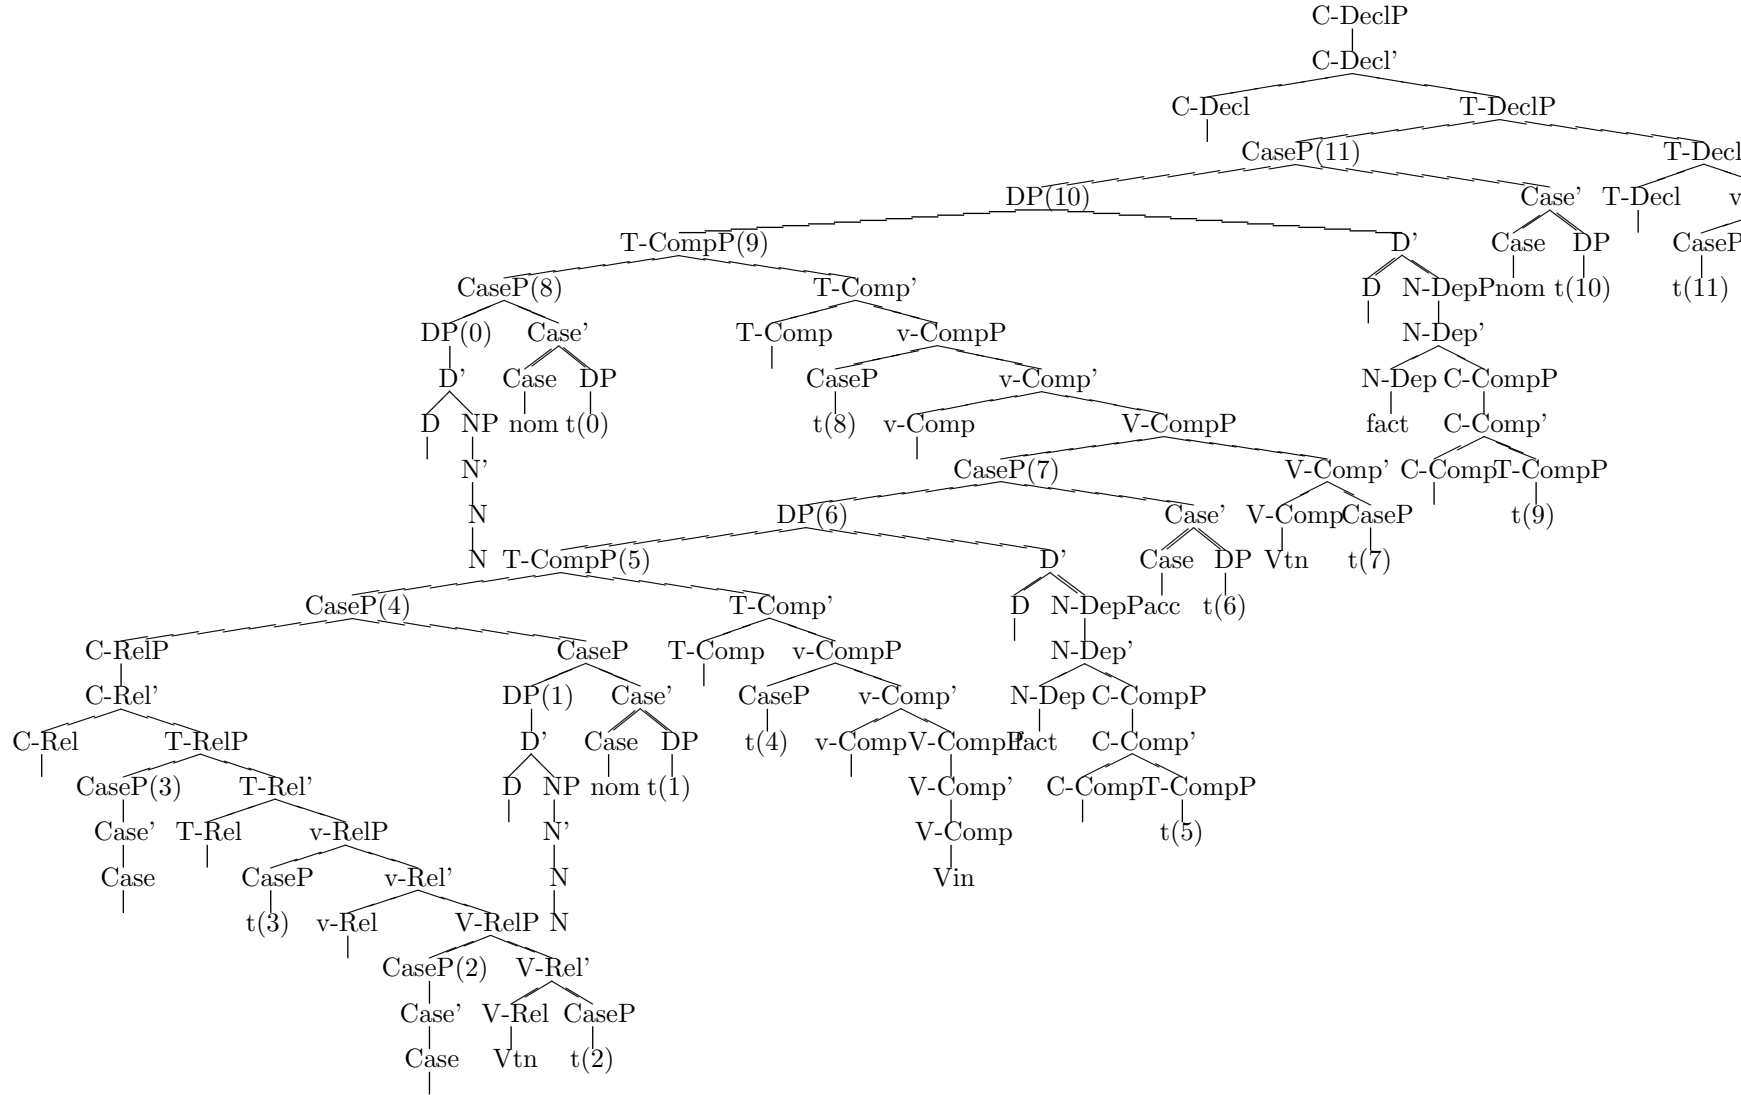 C-DeclP
C-Decl'
C-Decl T-DeclP
CaseP(11) T-Decl
DP(10) Case' T-Decl v
T-CompP(9) D' Case DP CaseP
CaseP(8) T-Comp' D N-DepP nom t(10) t(11)
DP(0) Case' T-Comp v-CompP N-Dep'
D' Case DP CaseP v-Comp' N-Dep C-CompP
D NP nom t(0) t(8) v-Comp V-CompP fact C-Comp'
N' CaseP(7) V-Comp' C-Comp T-CompP
N DP(6) Case' V-Comp CaseP t(9)
N T-CompP(5) D' Case DP Vtn t(7)
CaseP(4) T-Comp' D N-DepP acc t(6)
C-RelP CaseP T-Comp v-CompP N-Dep'
C-Rel' DP(1) Case' CaseP v-Comp' N-Dep C-CompP
C-Rel T-RelP D' Case DP t(4) v-Comp V-CompP fact C-Comp'
CaseP(3) T-Rel' D NP nom t(1) V-Comp' C-Comp T-CompP
Case' T-Rel v-RelP N' V-Comp t(5)
Case CaseP v-Rel' N Vin
t(3) v-Rel V-RelP N
CaseP(2) V-Rel'
Case' V-Rel CaseP
Case Vtn t(2)